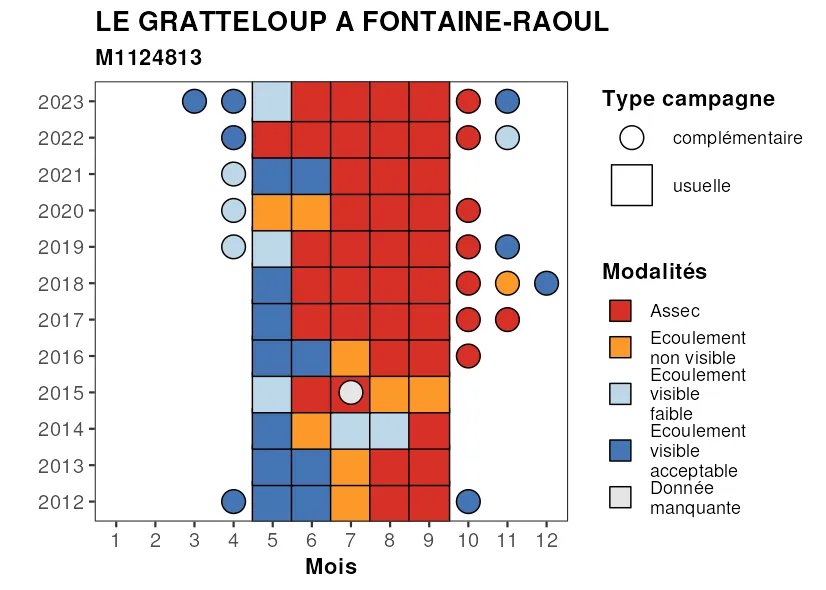 LE GRATTELOUP A FONTAINE-RAOUL
M1124813
2023
2022
2021
2020
2019
2018
2017
2016
2015
2014
2013
2012
1 2 3 4 5 6 7 8 9 10 11 12
Mois
Type campagne
complémentaire
usuelle
Modalités
Assec
Ecoulement
non visible
Ecoulement
visible
faible
Ecoulement
visible
acceptable
Donnée
manquante